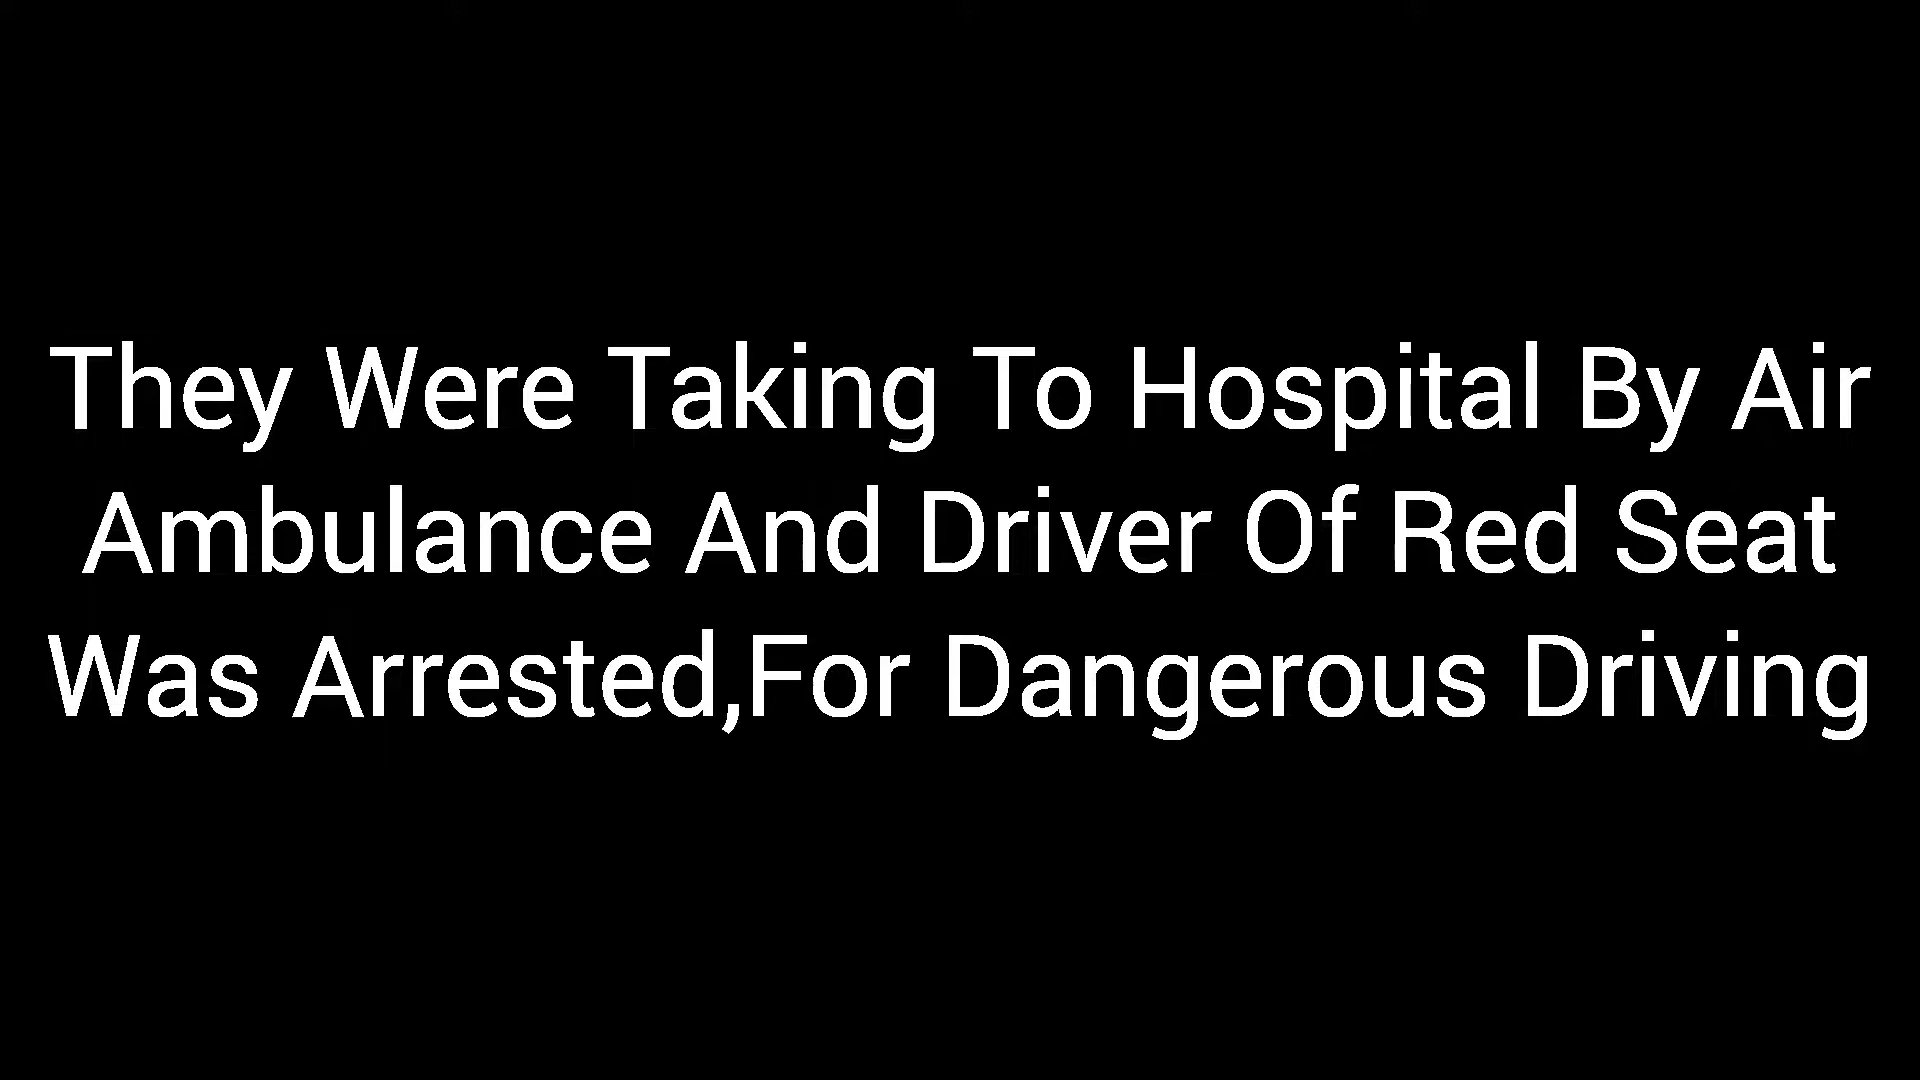 They Were Taking To Hospital By Air
Ambulance And Driver Of Red Seat
Was Arrested,For Dangerous Driving